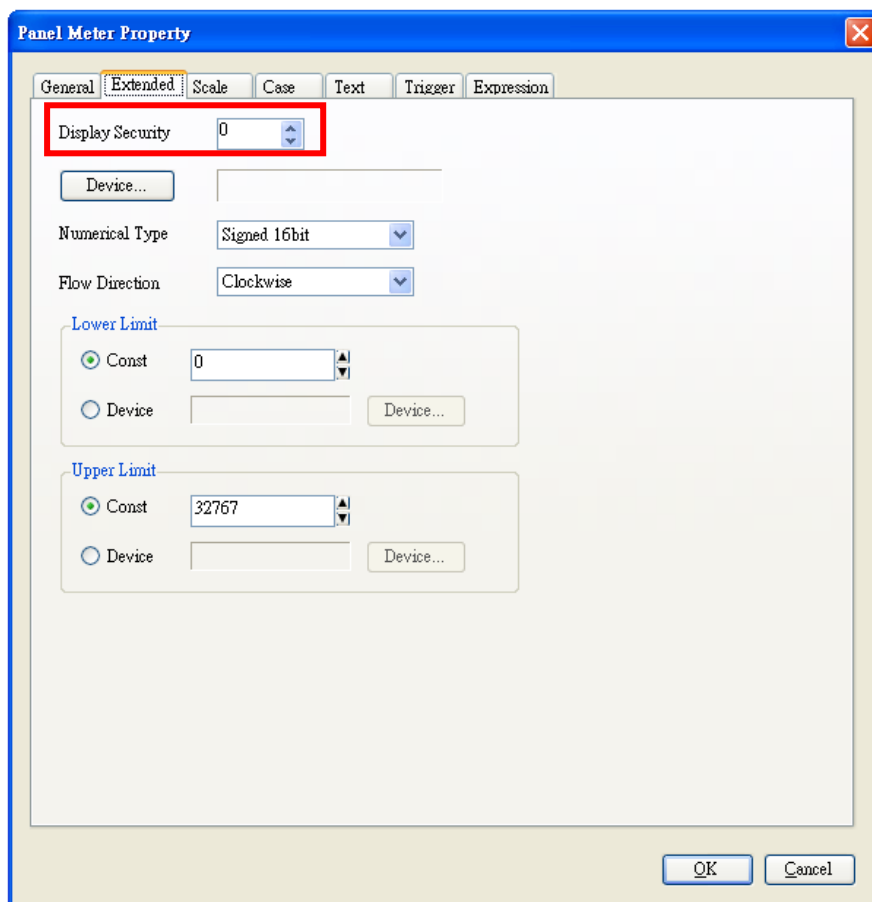 Panel Meter Property
General Extended Scale Case Text Trigger Expression
Display Security 0
Device...
Numerical Type Signed 16bit
Flow Direction Clockwise
Lower Limit
Const 0
Device Device...
Upper Limit
Const 32767
Device Device...
OK Cancel